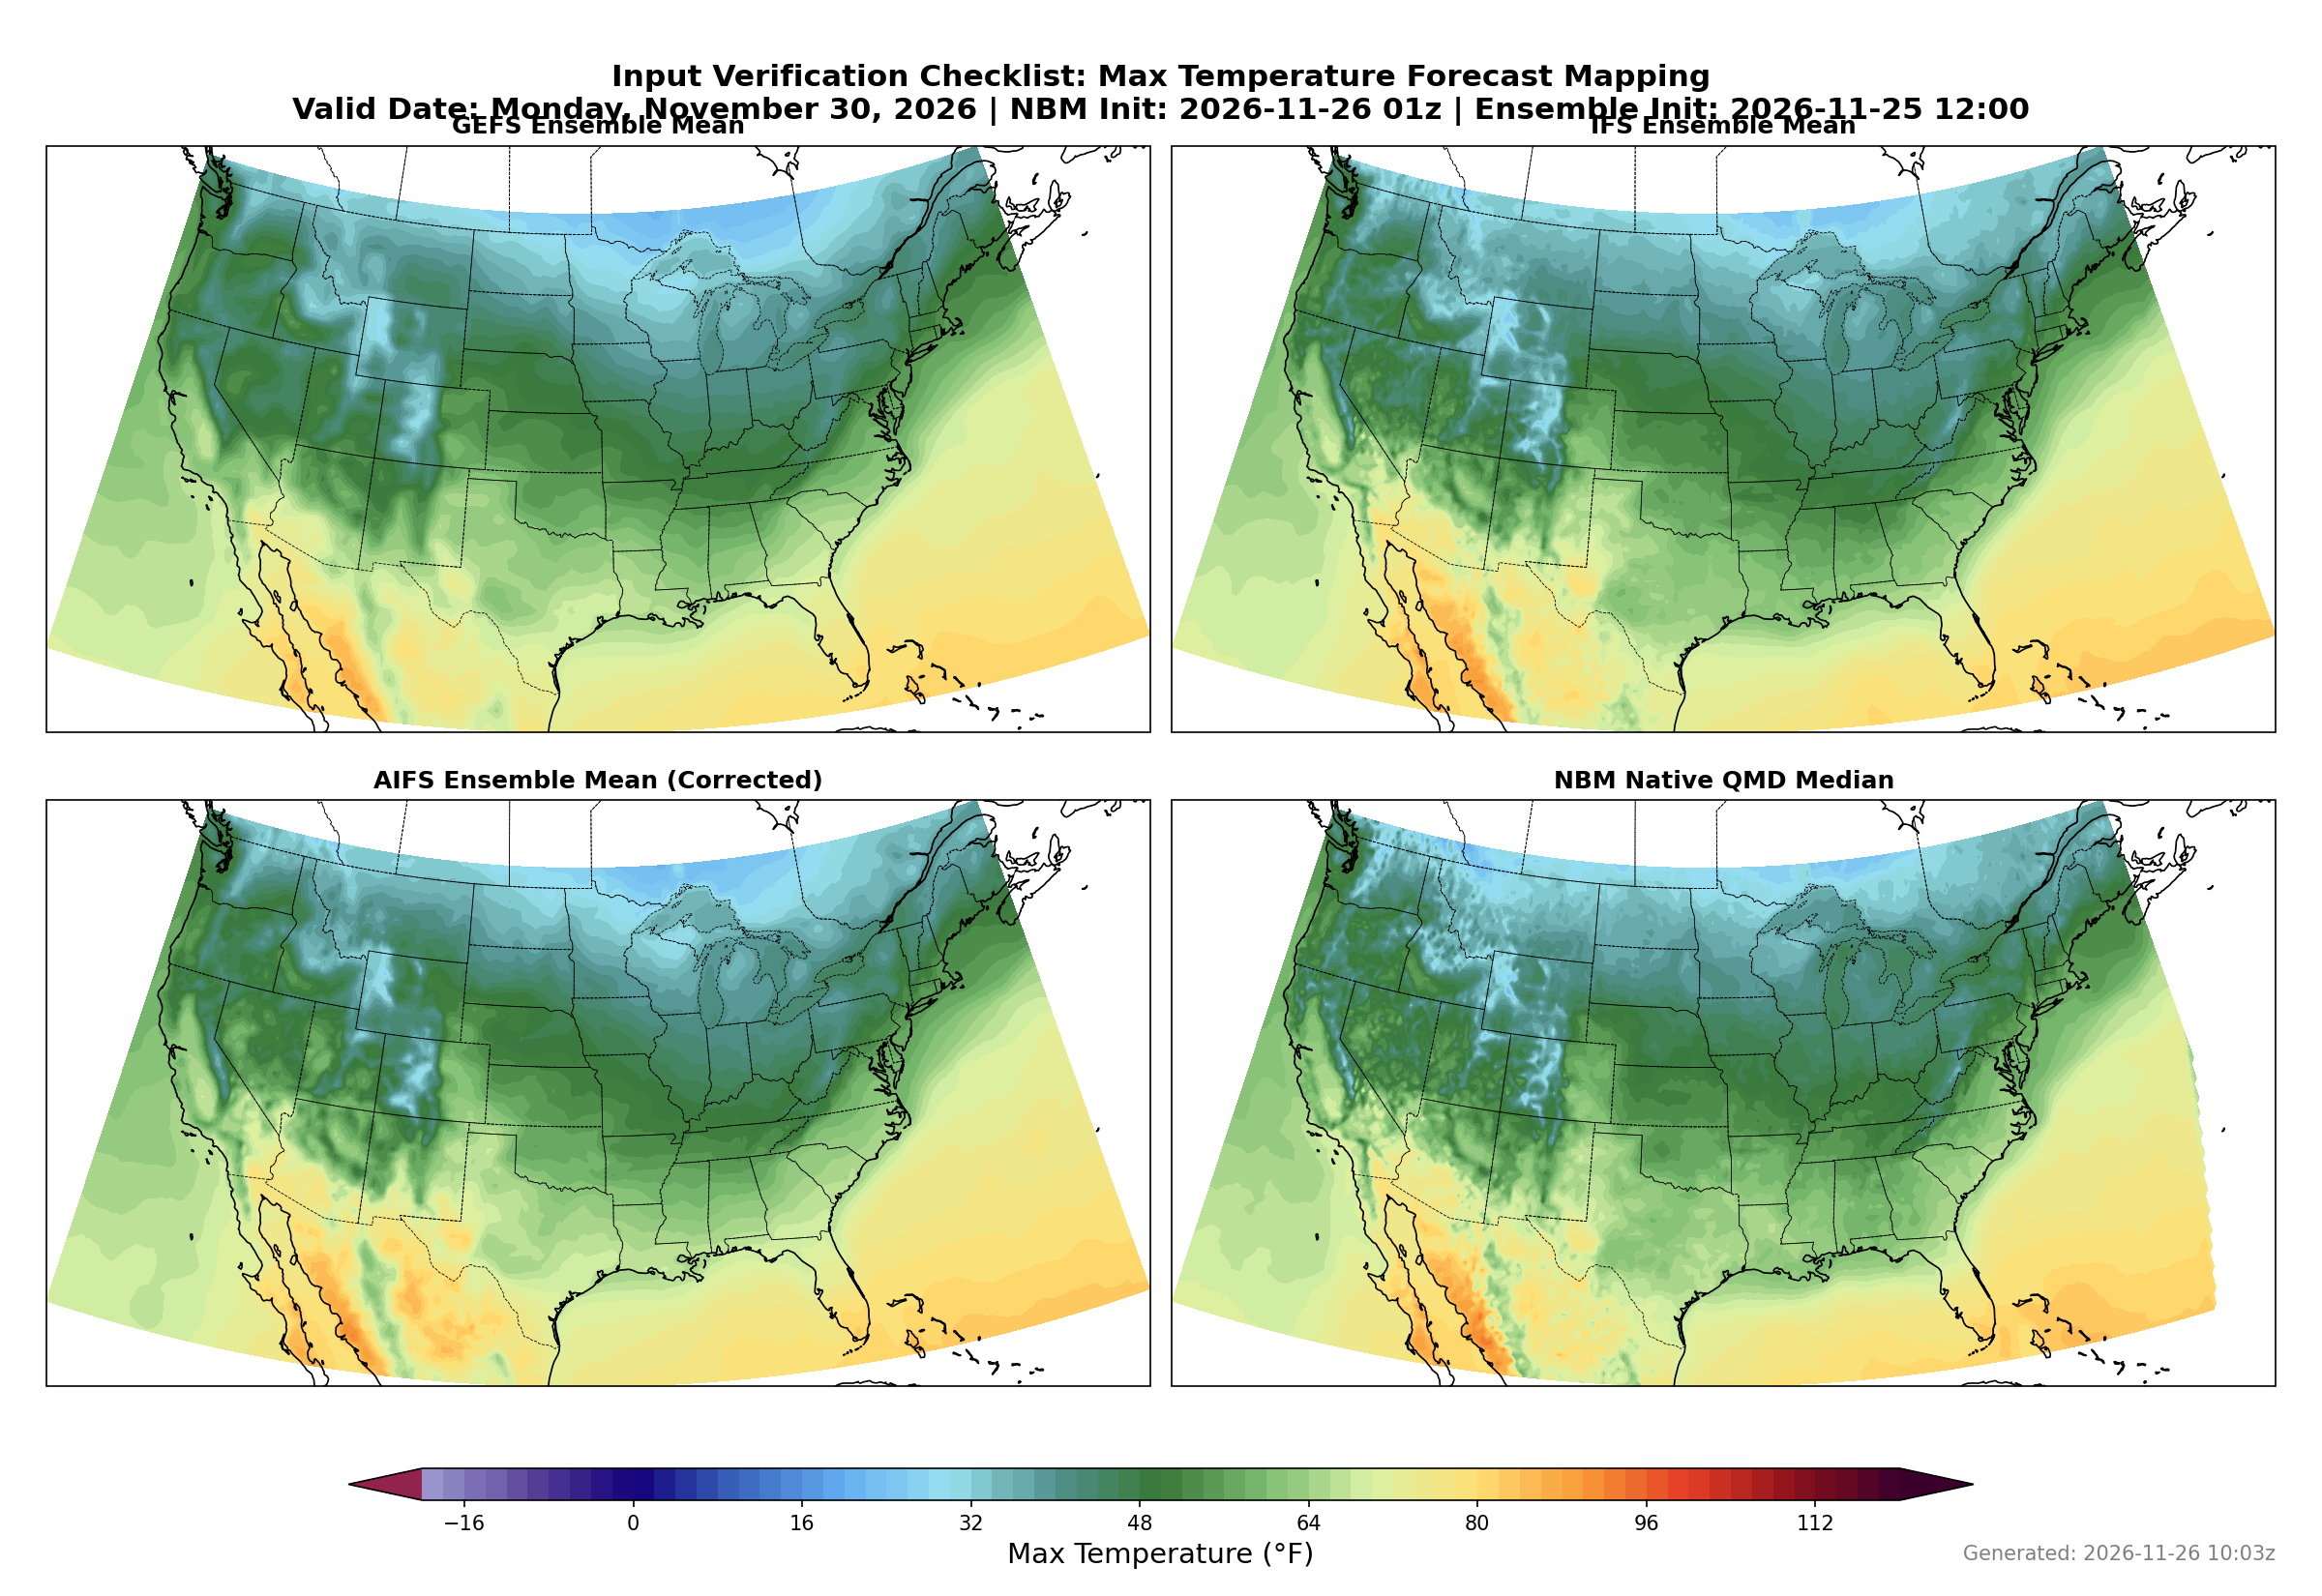 Input Verification Checklist: Max Temperature Forecast Mapping
Valid Date: Monday, November 30, 2026 | NBM Init: 2026-11-26 01z | Ensemble Init: 2026-11-25 12:00
GEFS Ensemble Mean
IFS Ensemble Mean
AIFS Ensemble Mean (Corrected)
NBM Native QMD Median
−16 0 16 32 48 64 80 96 112
Max Temperature (°F)
Generated: 2026-11-26 10:03z